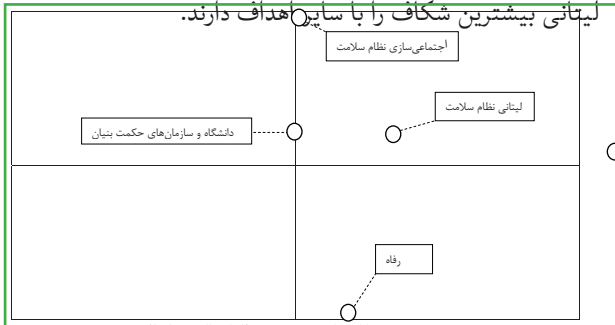 لیتانی بیشترین شکاف را با سایر اهداف دارند.
اجتماعی‌سازی نظام سلامت
لیتانی نظام سلامت
دانشگاه و سازمان‌های حکمت بنیان
رفاه